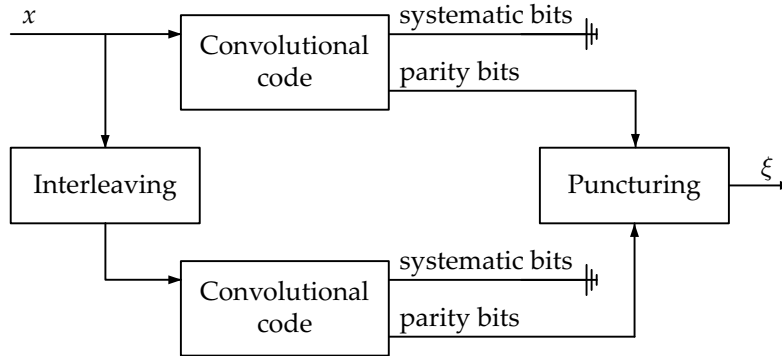 x
systematic bits
Convolutional
code
parity bits
Interleaving
Puncturing
ξ
systematic bits
Convolutional
code
parity bits